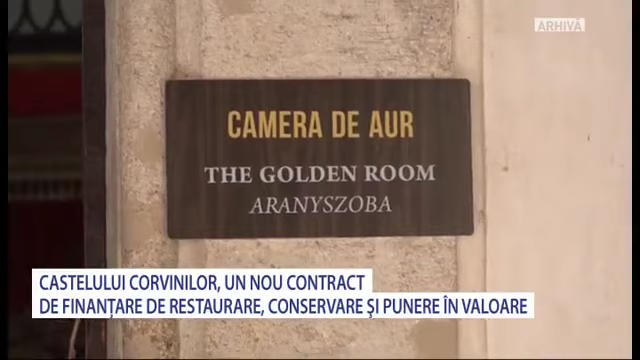 ARHIVĂ
CAMERA DE AUR
THE GOLDEN ROOM
ARANYSZOBA
CASTELULUI CORVINILOR, UN NOU CONTRACT
DE FINANȚARE DE RESTAURARE, CONSERVARE ŞI PUNERE ÎN VALOARE